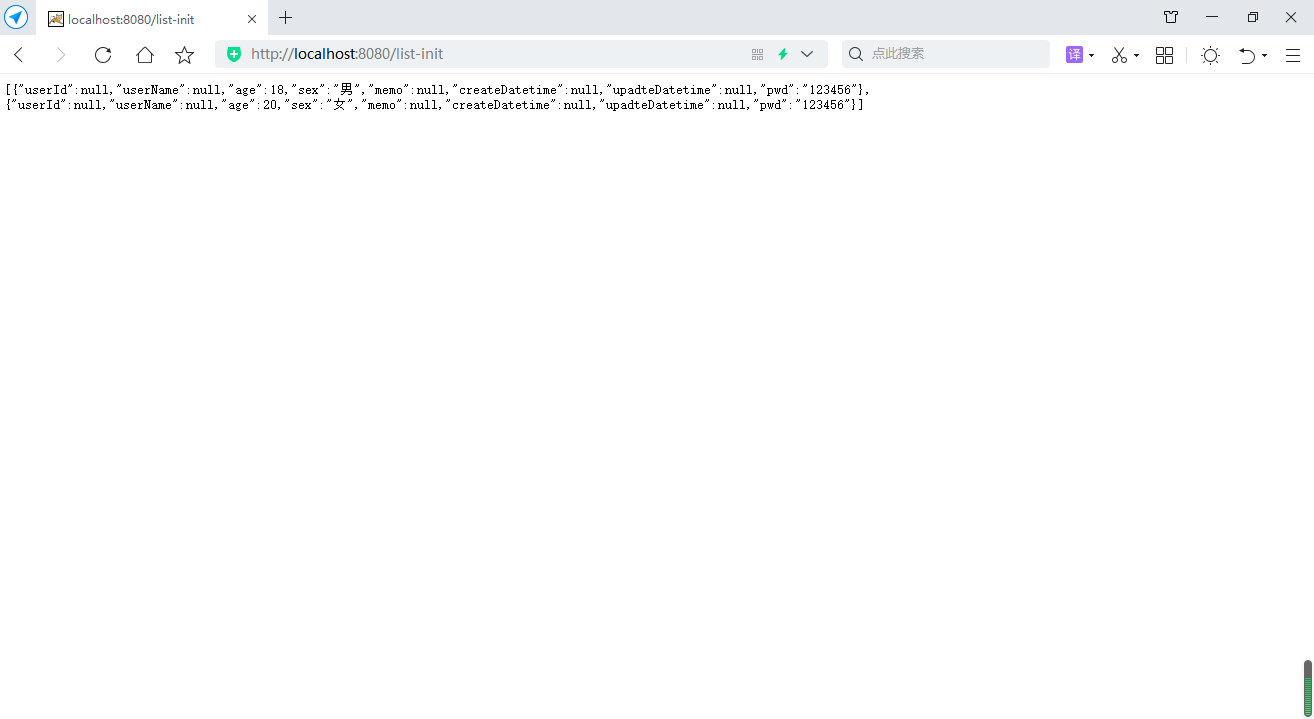 localhost:8080/list-init
http://localhost:8080/list-init
点此搜索
译
[{"userId":null,"userName":null,"age":18,"sex":"男","memo":null,"createDatetime":null,"upadteDatetime":null,"pwd":"123456"},
{"userId":null,"userName":null,"age":20,"sex":"女","memo":null,"createDatetime":null,"upadteDatetime":null,"pwd":"123456"}]